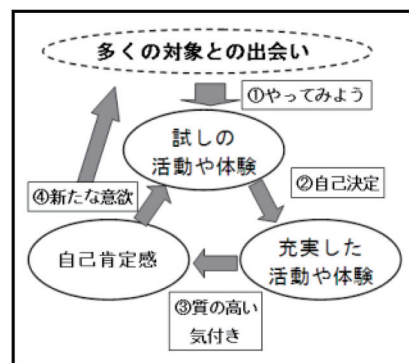 多くの対象との出会い
①やってみよう
試しの
活動や体験
②自己決定
④新たな意欲
自己肯定感
充実した
活動や体験
③質の高い
気付き